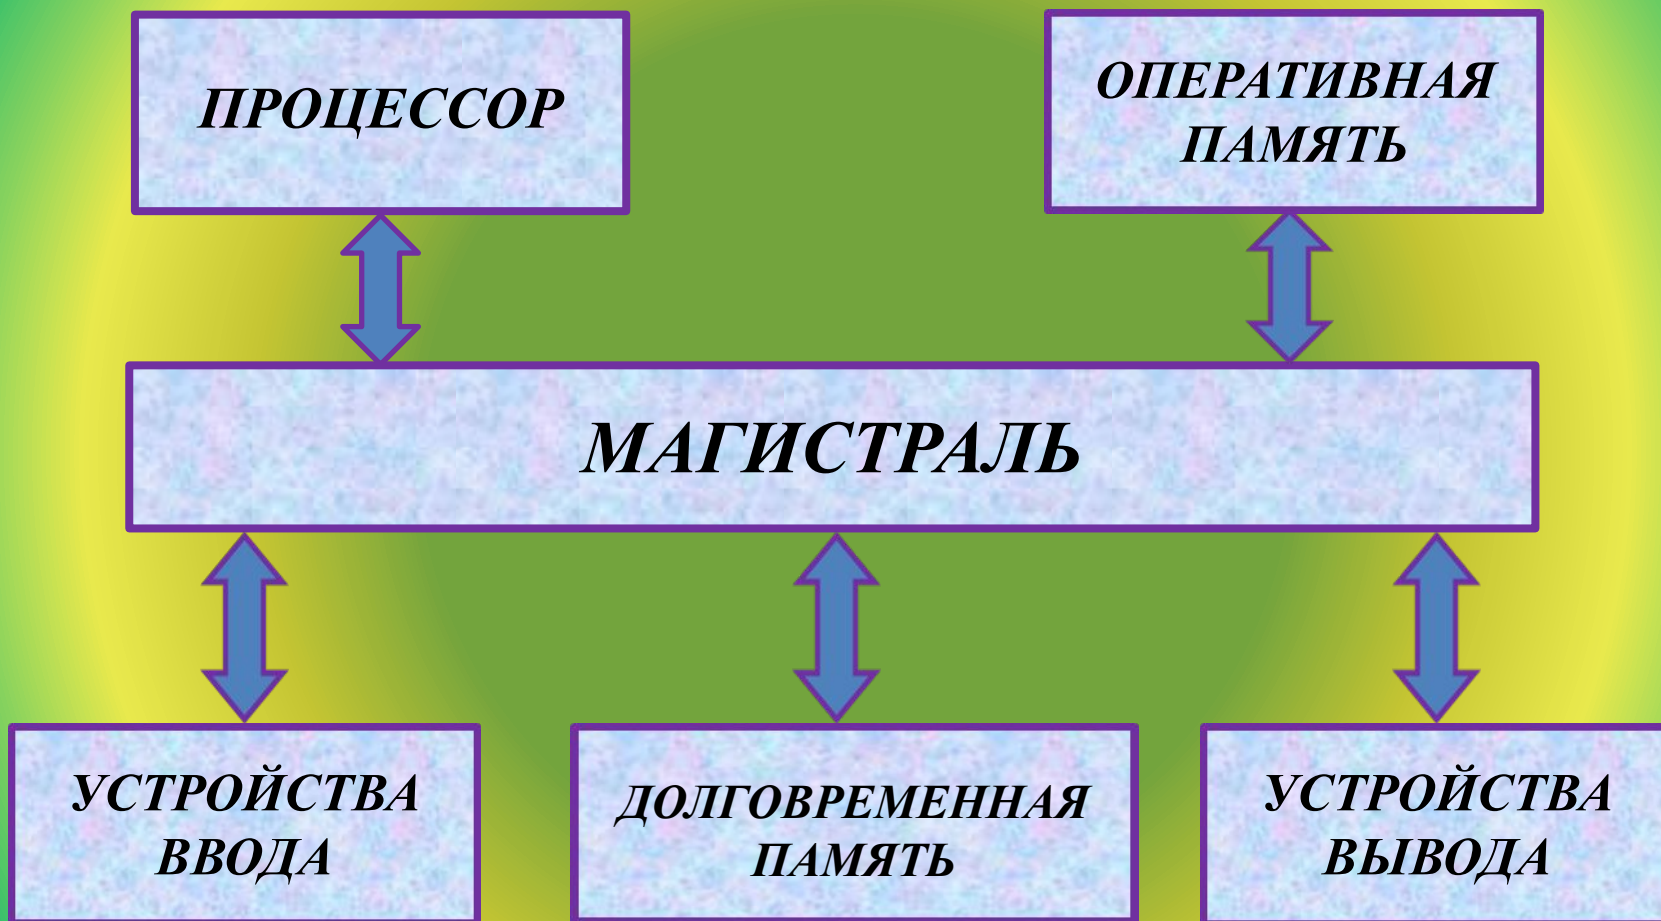 ПРОЦЕССОР
ОПЕРАТИВНАЯ
ПАМЯТЬ
МАГИСТРАЛЬ
УСТРОЙСТВА
ВВОДА
ДОЛГОВРЕМЕННАЯ
ПАМЯТЬ
УСТРОЙСТВА
ВЫВОДА